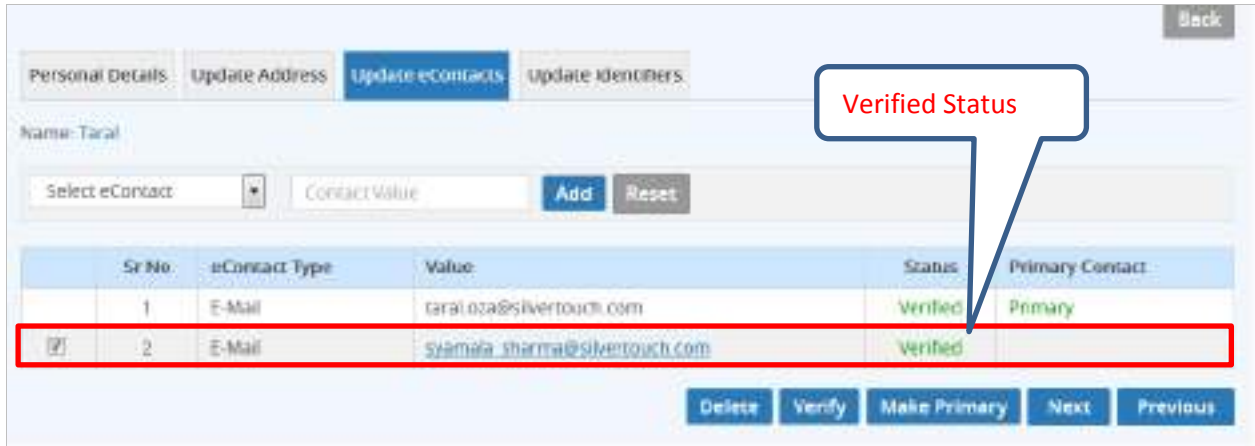 Back
Personal Details Update Address Update eContacts Update Identifiers
Verified Status
Name: Taral
Select eContact Contact Value Add Reset
Sr No eContact Type Value Status Primary Contact
1 E-Mail taral.oza@silvertouch.com Verified Primary
2 E-Mail syamala_sharma@silvertouch.com Verified
Delete Verify Make Primary Next Previous